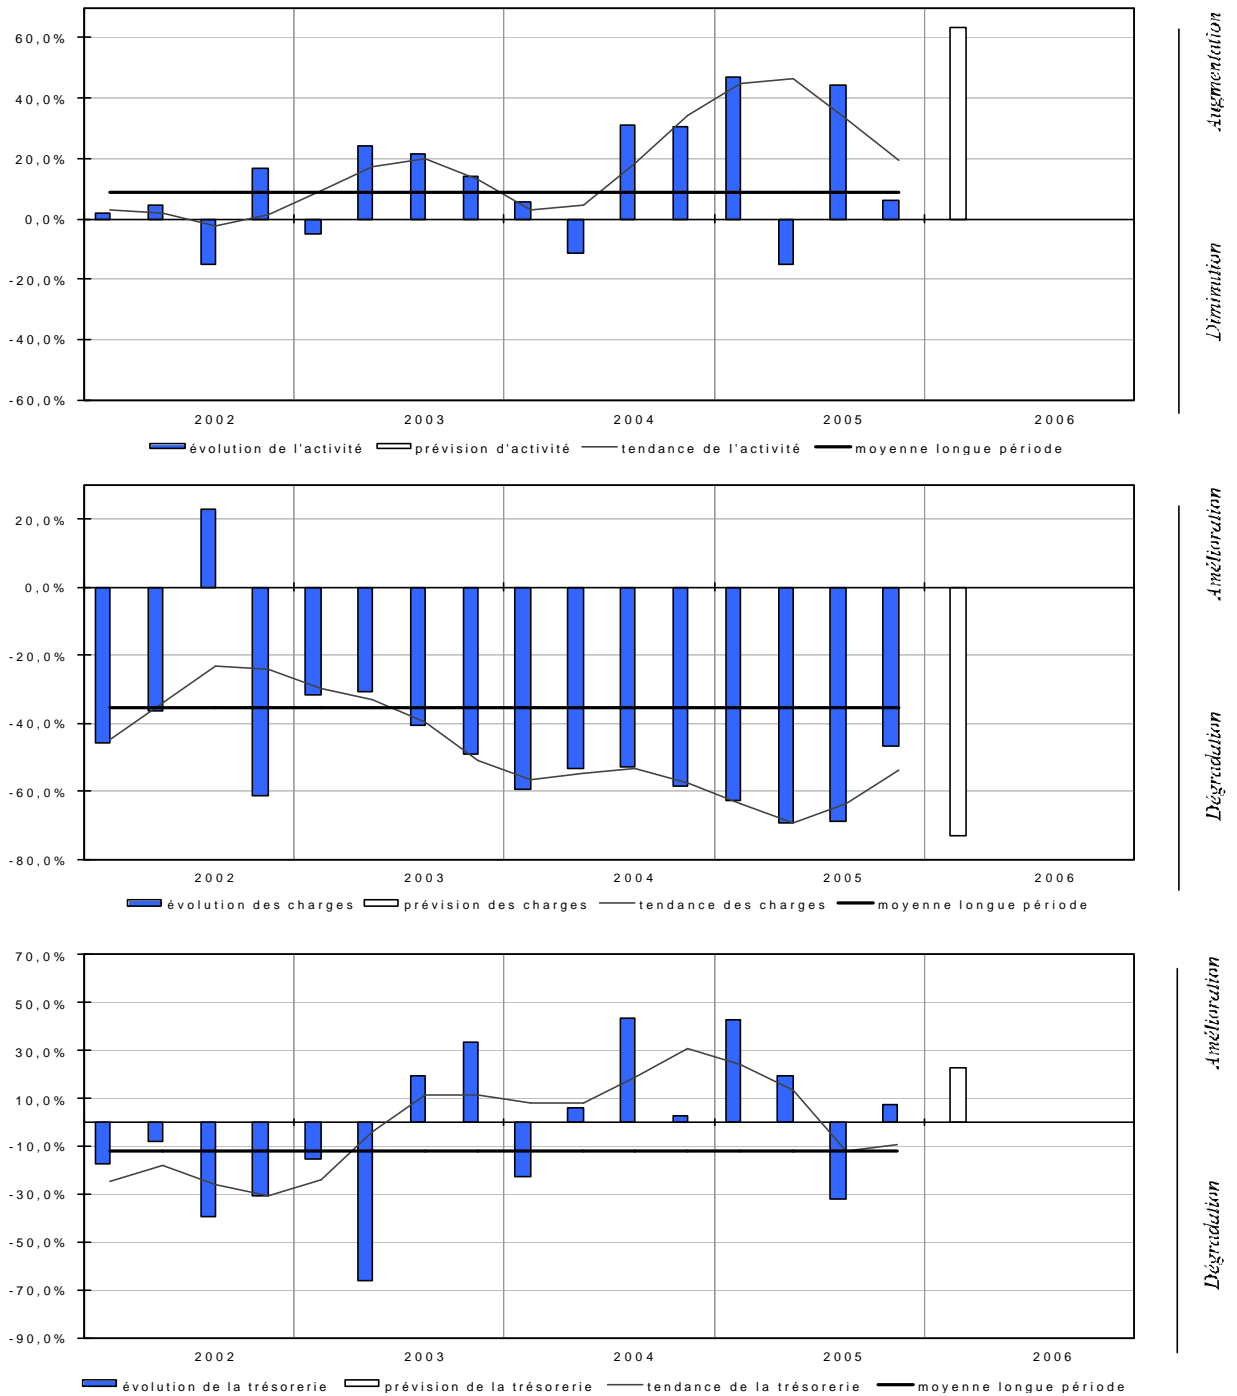 60,0%
40,0%
20,0%
0,0%
-20,0%
-40,0%
-60,0%
2002 2003 2004 2005 2006
évolution de l'activité prévision d'activité tendance de l'activité moyenne longue période
Augmentation
Diminution
20,0%
0,0%
-20,0%
-40,0%
-60,0%
-80,0%
2002 2003 2004 2005 2006
évolution des charges prévision des charges tendance des charges moyenne longue période
Amélioration
Dégradation
70,0%
50,0%
30,0%
10,0%
-10,0%
-30,0%
-50,0%
-70,0%
-90,0%
2002 2003 2004 2005 2006
évolution de la trésorerie prévision de la trésorerie tendance de la trésorerie moyenne longue période
Amélioration
Dégradation